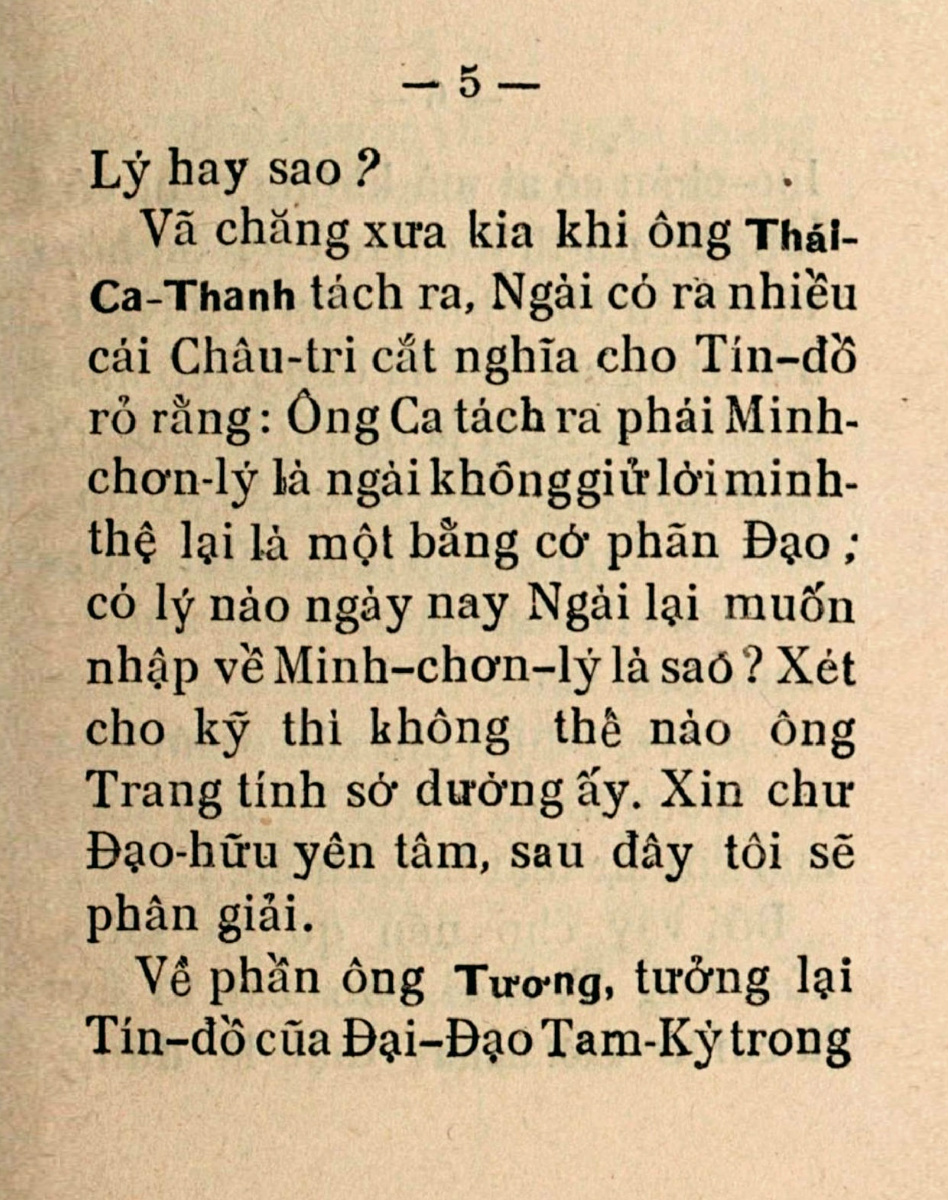 — 5 —
Lý hay sao ?
Vã chăng xưa kia khi ông Thái-
Ca-Thanh tách ra, Ngài có ra nhiều
cái Châu-tri cắt nghĩa cho Tín-đồ
rỏ rằng : Ông Ca tách ra phái Minh-
chơn-lý là ngài không giử lời minh-
thệ lại là một bằng cớ phãn Đạo ;
có lý nào ngày nay Ngài lại muốn
nhập về Minh-chơn-lý là saó ? Xét
cho kỹ thì không thể nào ông
Trang tính sở dưởng ấy. Xin chư
Đạo-hữu yên tâm, sau đây tôi sẽ
phân giải.
Về phần ông Tương, tưởng lại
Tín-đồ cũa Đại-Đạo Tam-Kỳ trong